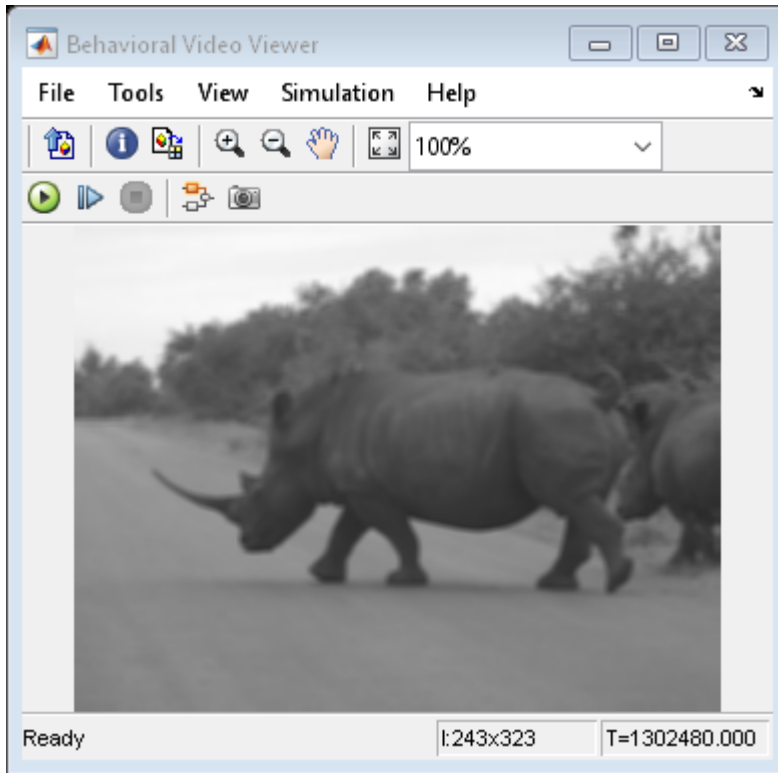 Behavioral Video Viewer
File Tools View Simulation Help
100%
Ready I:243x323 T=1302480.000